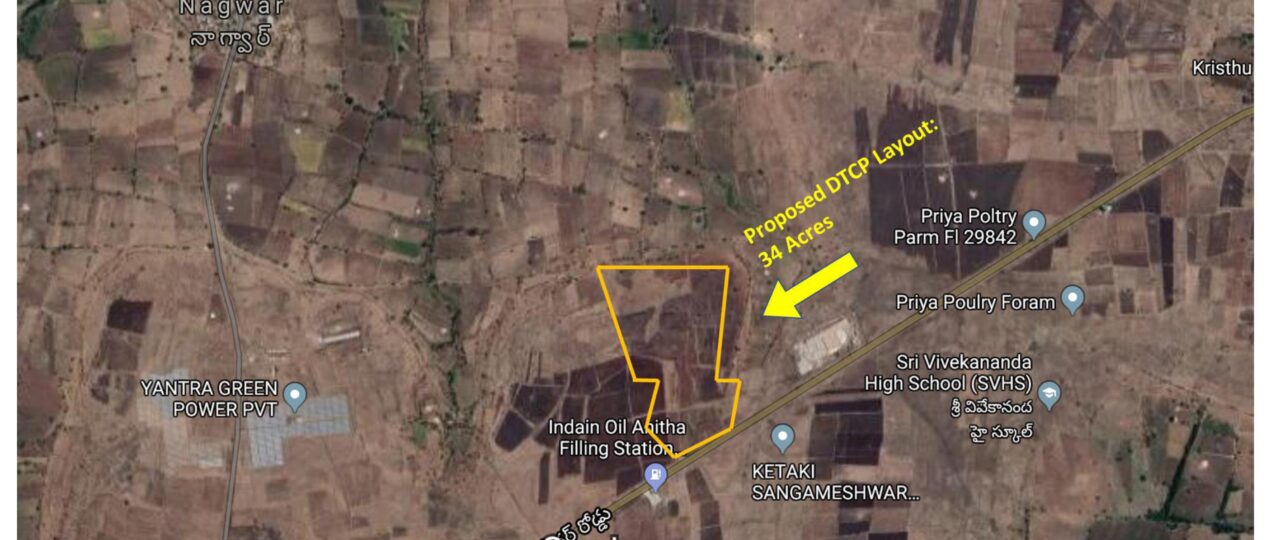 Nagwar
నాగ్వార్
Kristhu
Proposed DTCP Layout:
34 Acres
Priya Poltry
Parm Fl 29842
Priya Poulry Foram
Sri Vivekananda
High School (SVHS)
శ్రీ వివేకానంద
హై స్కూల్
YANTRA GREEN
POWER PVT
Indain Oil Anitha
Filling Station
KETAKI
SANGAMESHWAR...
రోడ్డు